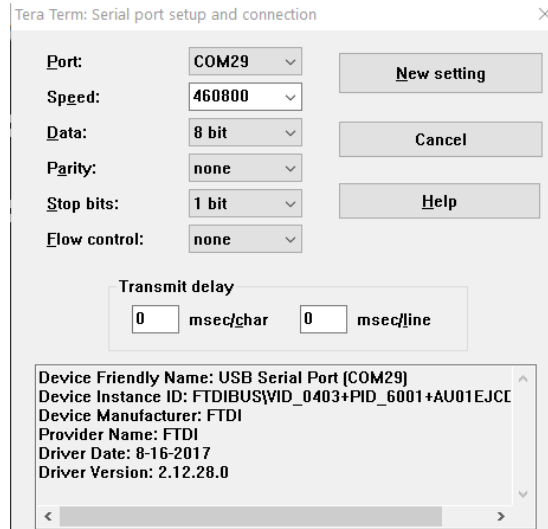 Tera Term: Serial port setup and connection
Port: COM29 New setting
Speed: 460800
Data: 8 bit Cancel
Parity: none
Stop bits: 1 bit Help
Flow control: none
Transmit delay
0 msec/char 0 msec/line
Device Friendly Name: USB Serial Port (COM29)
Device Instance ID: FTDIBUS\VID_0403+PID_6001+AU01EJCD
Device Manufacturer: FTDI
Provider Name: FTDI
Driver Date: 8-16-2017
Driver Version: 2.12.28.0